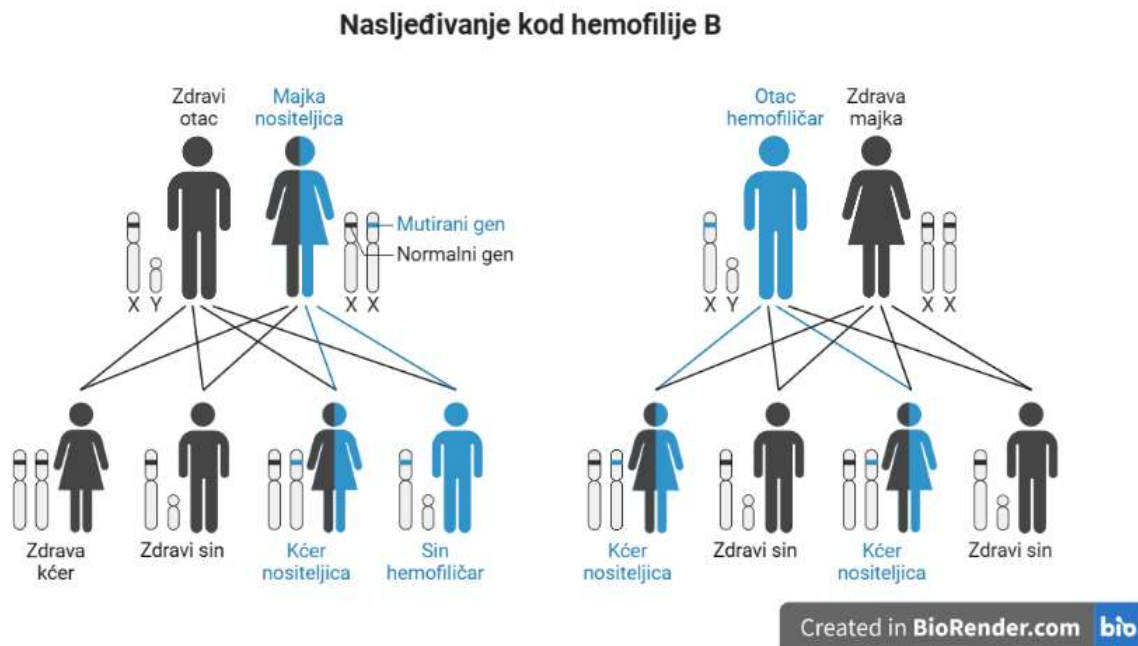 Nasljeđivanje kod hemofilije B
Zdravi
otac
Majka
nositeljica
Mutirani gen
Normalni gen
X Y
X X
Zdrava
kćer
Zdravi sin
Kćer
nositeljica
Sin
hemofiličar
Otac
hemofiličar
Zdrava
majka
X Y
X X
Kćer
nositeljica
Zdravi sin
Kćer
nositeljica
Zdravi sin
Created in BioRender.com bio